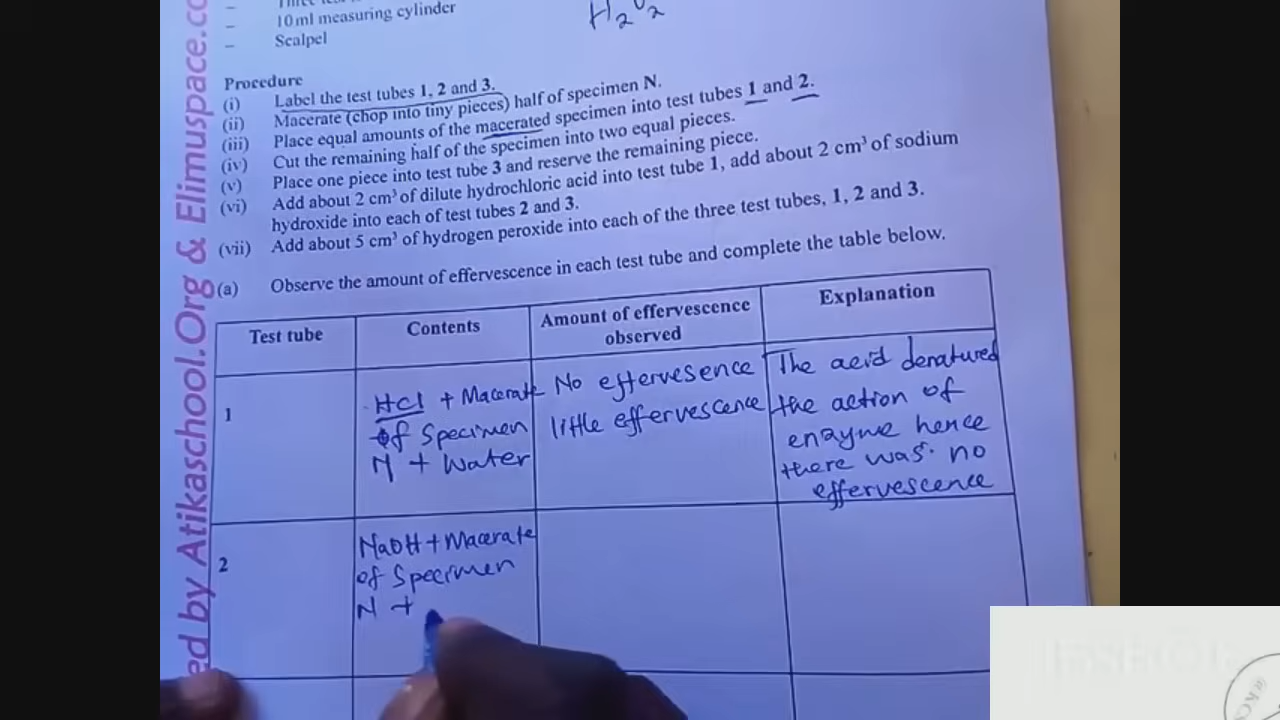 10 ml measuring cylinder
H2O2
– Scalpel
Procedure
(i) Label the test tubes 1, 2 and 3.
(ii) Macerate (chop into tiny pieces) half of specimen N.
(iii) Place equal amounts of the macerated specimen into test tubes 1 and 2.
(iv) Cut the remaining half of the specimen into two equal pieces.
(v) Place one piece into test tube 3 and reserve the remaining piece.
(vi) Add about 2 cm³ of dilute hydrochloric acid into test tube 1, add about 2 cm³ of sodium
hydroxide into each of test tubes 2 and 3.
(vii) Add about 5 cm³ of hydrogen peroxide into each of the three test tubes, 1, 2 and 3.
(a) Observe the amount of effervescence in each test tube and complete the table below.
Test tube
Contents
Amount of effervescence
observed
Explanation
1
HCl + Macerate
of Specimen
N + Water
No effervesence
little effervescence
The acid denatured
the action of
enzyme hence
there was no
effervescence
2
NaOH + Macerate
of Specimen
N +
ed by Atikaschool.Org & Elimuspace.co